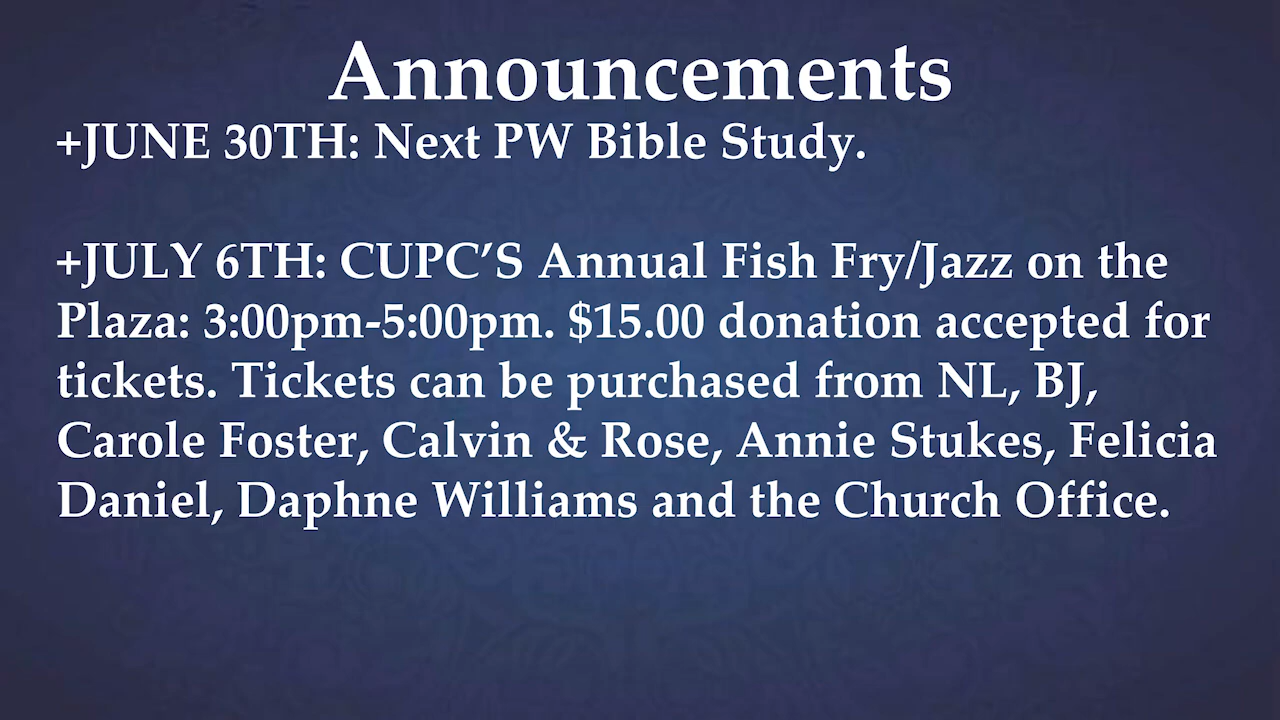 Announcements
+JUNE 30TH: Next PW Bible Study.
+JULY 6TH: CUPC’S Annual Fish Fry/Jazz on the
Plaza: 3:00pm-5:00pm. $15.00 donation accepted for
tickets. Tickets can be purchased from NL, BJ,
Carole Foster, Calvin & Rose, Annie Stukes, Felicia
Daniel, Daphne Williams and the Church Office.